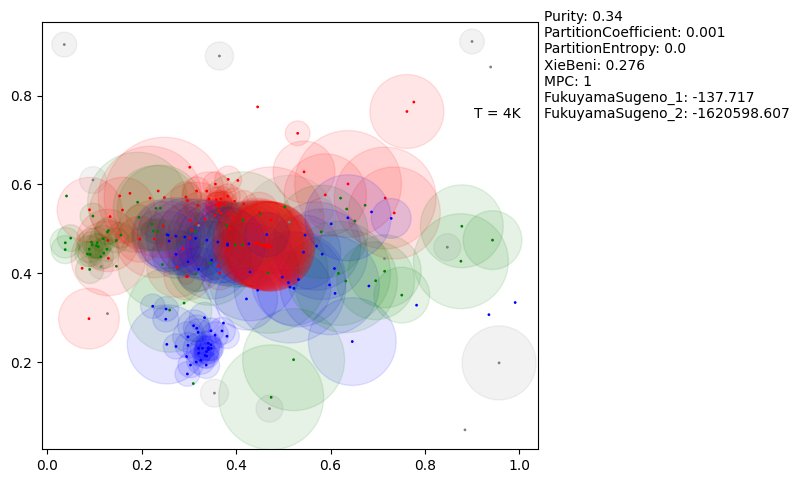 Purity: 0.34
PartitionCoefficient: 0.001
PartitionEntropy: 0.0
XieBeni: 0.276
MPC: 1
FukuyamaSugeno_1: -137.717
FukuyamaSugeno_2: -1620598.607
T = 4K
0.8
0.6
0.4
0.2
0.0 0.2 0.4 0.6 0.8 1.0